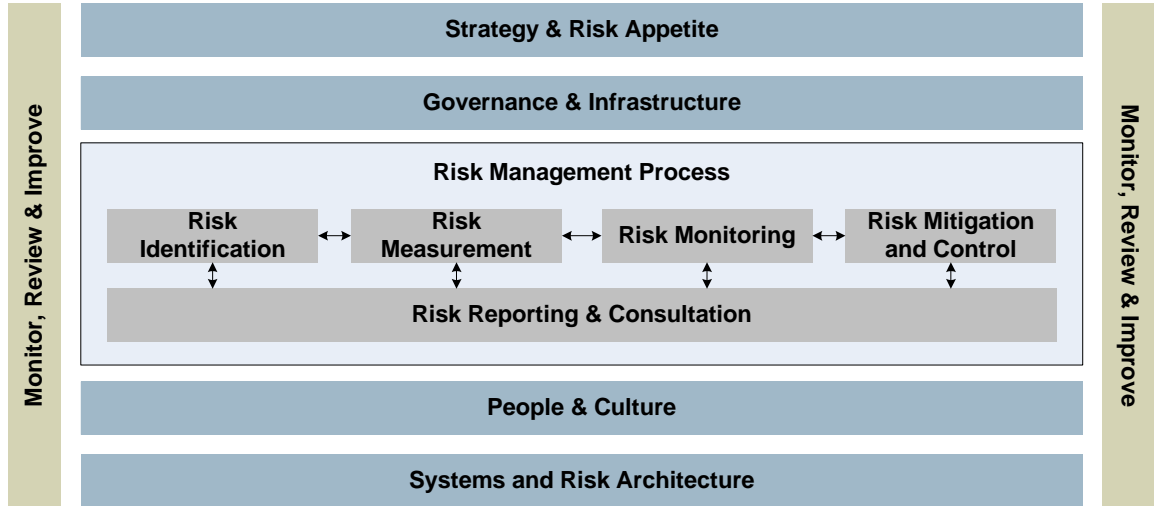 Monitor, Review & Improve
Strategy & Risk Appetite
Governance & Infrastructure
Risk Management Process
Risk
Identification
Risk
Measurement
Risk Monitoring
Risk Mitigation
and Control
Risk Reporting & Consultation
People & Culture
Systems and Risk Architecture
Monitor, Review & Improve